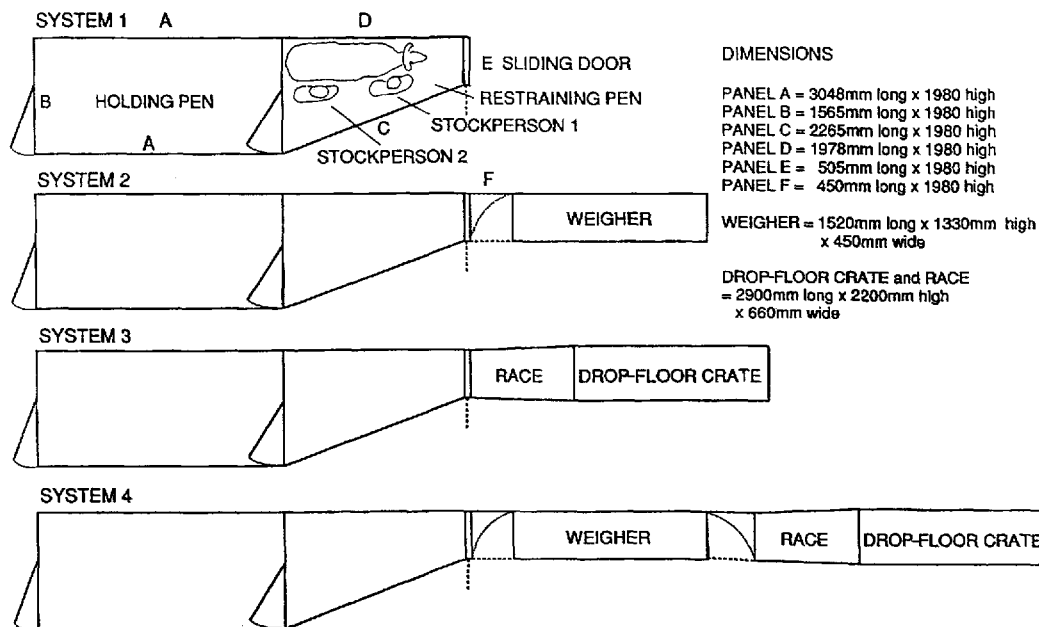 SYSTEM 1
A
D
E SLIDING DOOR
B
HOLDING PEN
RESTRAINING PEN
A
C
STOCKPERSON 1
STOCKPERSON 2
DIMENSIONS
PANEL A = 3048mm long x 1980 high
PANEL B = 1565mm long x 1980 high
PANEL C = 2265mm long x 1980 high
PANEL D = 1978mm long x 1980 high
PANEL E = 505mm long x 1980 high
PANEL F = 450mm long x 1980 high
WEIGHER = 1520mm long x 1330mm high
x 450mm wide
DROP-FLOOR CRATE and RACE
= 2900mm long x 2200mm high
x 660mm wide
SYSTEM 2
F
WEIGHER
SYSTEM 3
RACE
DROP-FLOOR CRATE
SYSTEM 4
WEIGHER
RACE
DROP-FLOOR CRATE